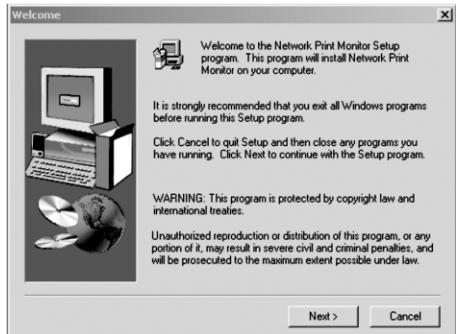 Welcome
Welcome to the Network Print Monitor Setup
program. This program will install Network Print
Monitor on your computer.
It is strongly recommended that you exit all Windows programs
before running this Setup program.
Click Cancel to quit Setup and then close any programs you
have running. Click Next to continue with the Setup program.
WARNING: This program is protected by copyright law and
international treaties.
Unauthorized reproduction or distribution of this program, or any
portion of it, may result in severe civil and criminal penalties, and
will be prosecuted to the maximum extent possible under law.
Next >
Cancel